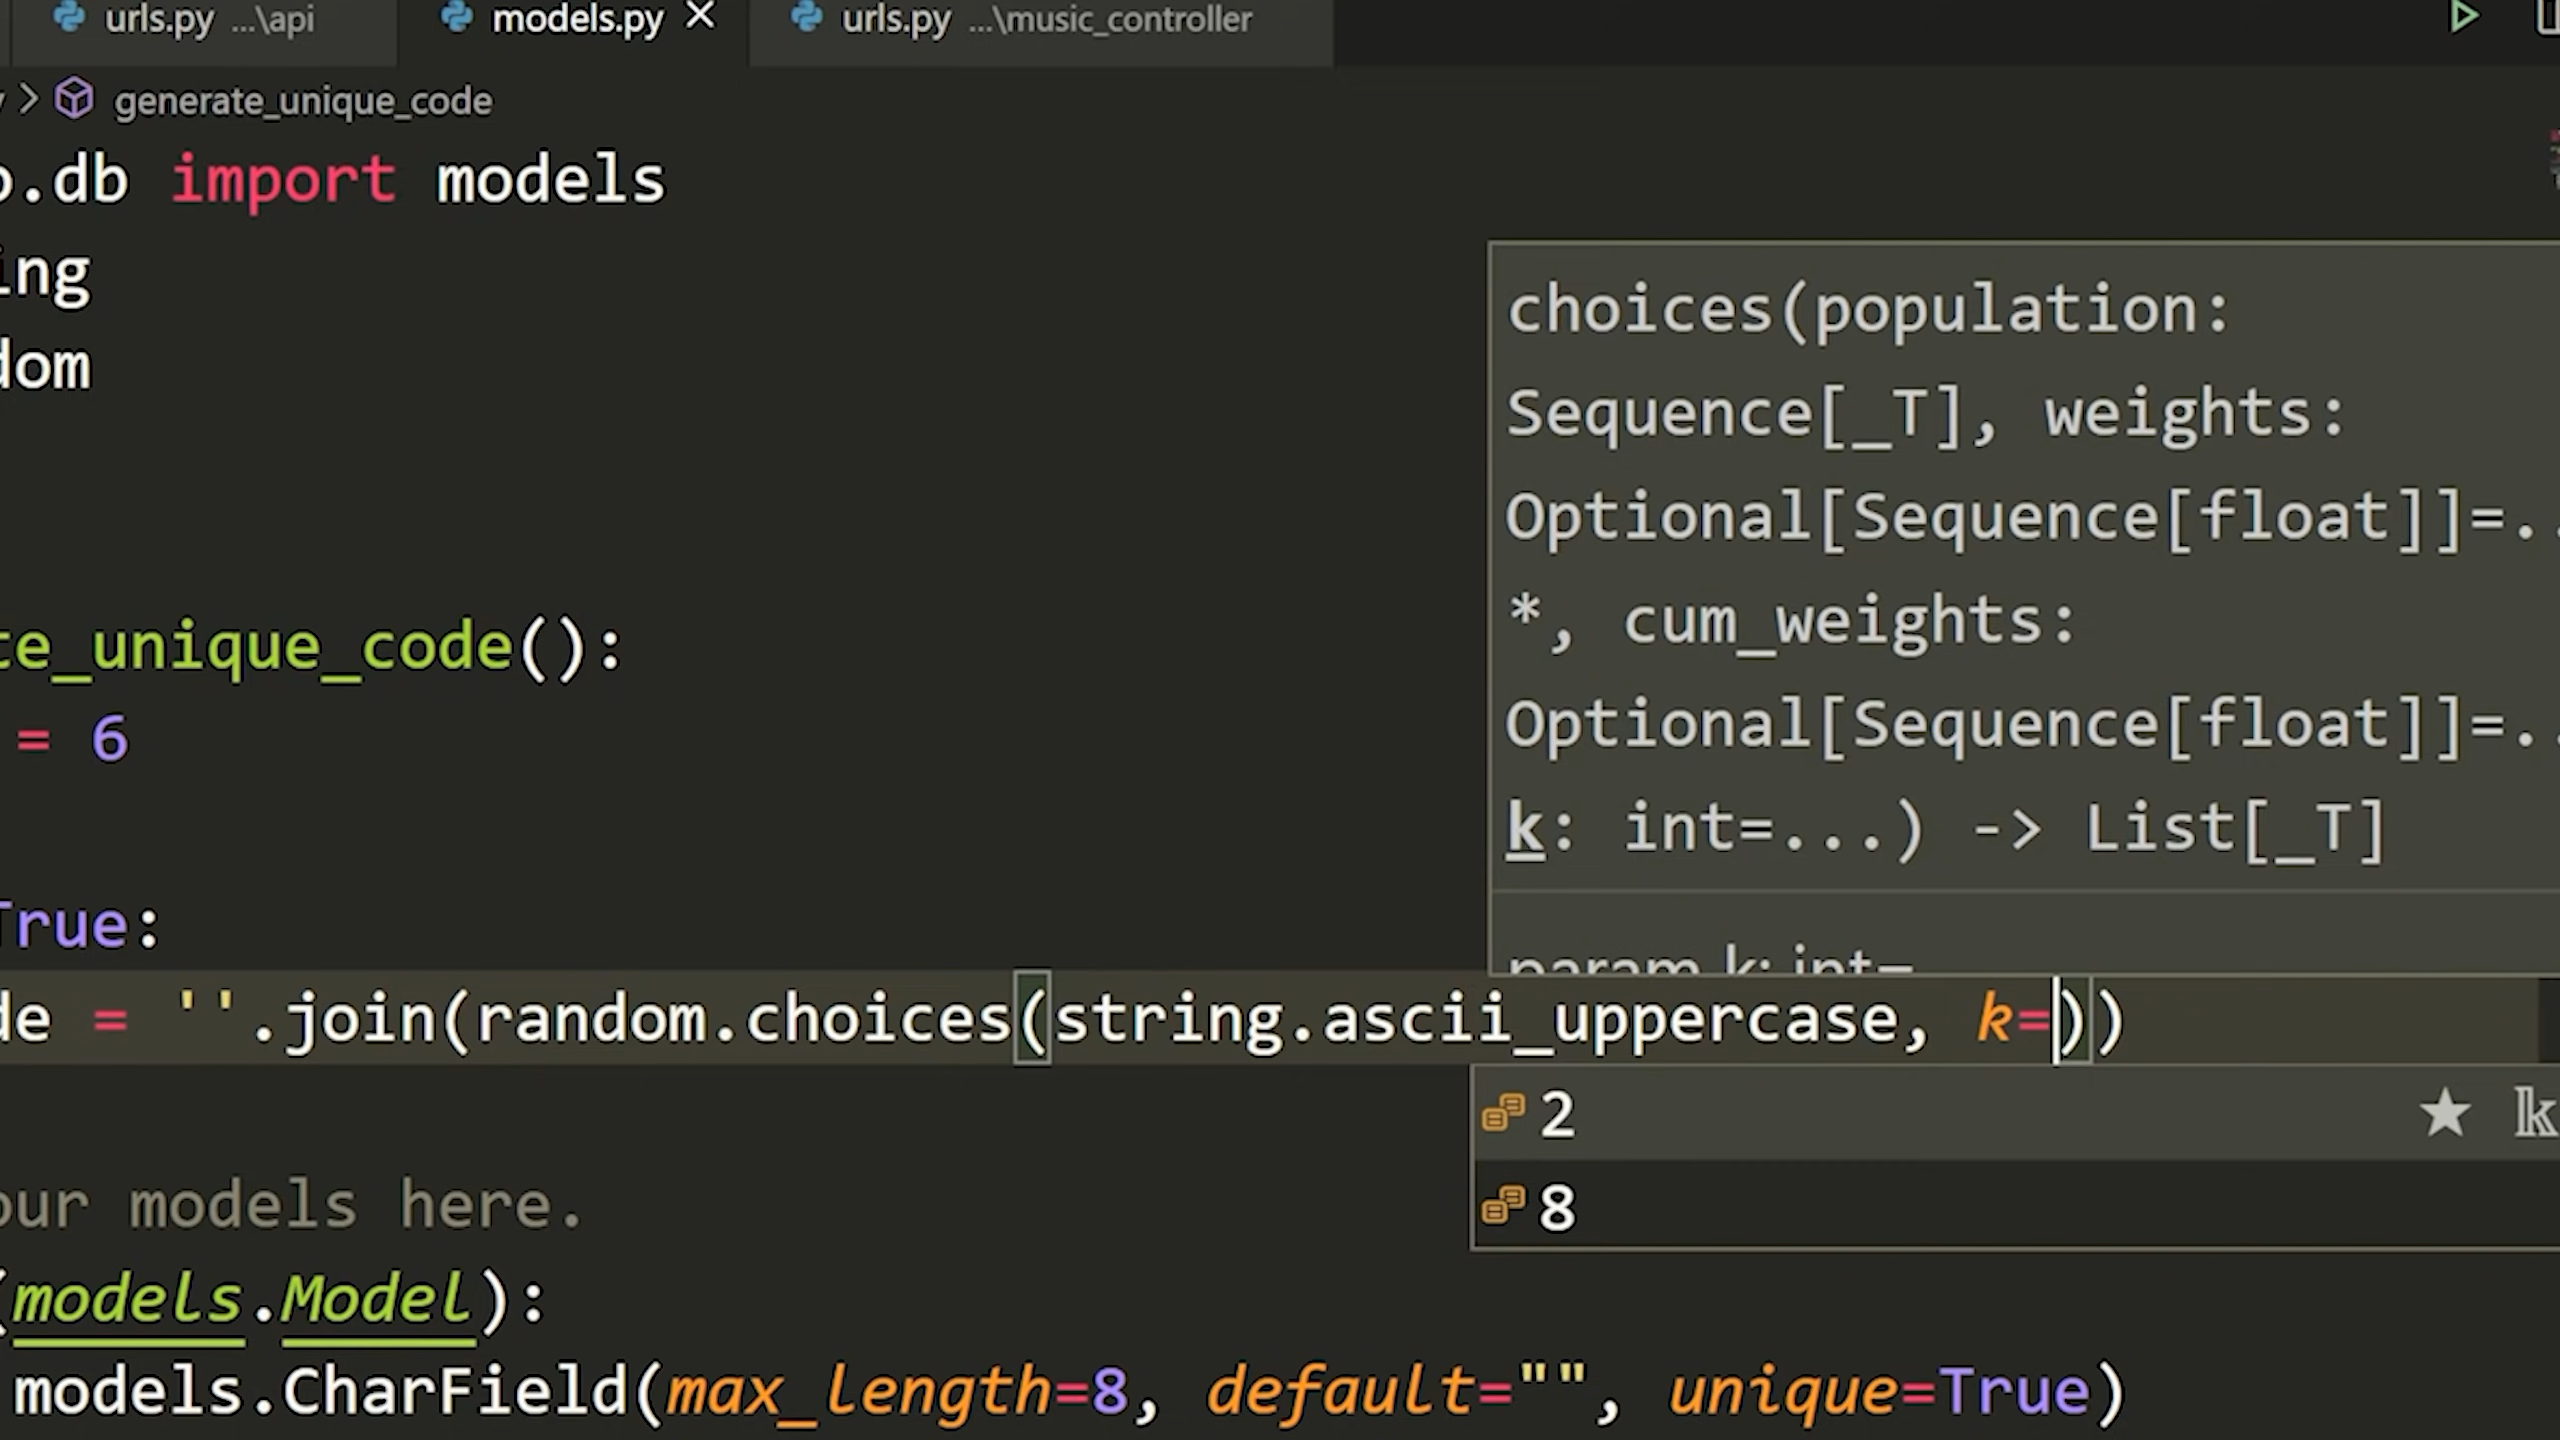 urls.py ...\api models.py urls.py ...\music_controller
generate_unique_code
.db import models
ing
dom
choices(population:
Sequence[_T], weights:
Optional[Sequence[float]]=..
*, cum_weights:
Optional[Sequence[float]]=..
k: int=...) -> List[_T]
param k: int=
te_unique_code():
= 6
True:
de = ''.join(random.choices(string.ascii_uppercase, k=))
2
8
our models here.
(models.Model):
models.CharField(max_length=8, default="", unique=True)